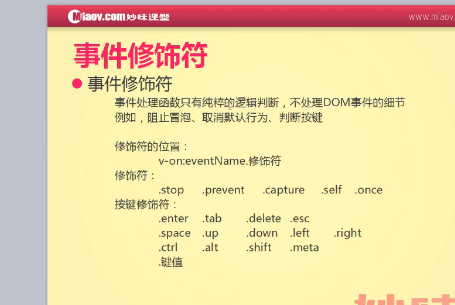 Miaov.com 妙味课堂
www.miaov.
事件修饰符
事件修饰符
事件处理函数只有纯粹的逻辑判断，不处理DOM事件的细节
例如，阻止冒泡、取消默认行为、判断按键
修饰符的位置：
v-on:eventName.修饰符
修饰符：
.stop .prevent .capture .self .once
按键修饰符：
.enter .tab .delete .esc
.space .up .down .left .right
.ctrl .alt .shift .meta
.键值